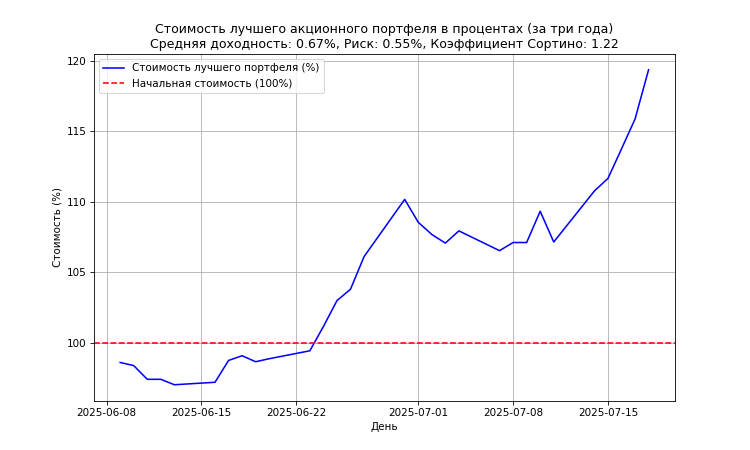 Стоимость лучшего акционного портфеля в процентах (за три года)
Средняя доходность: 0.67%, Риск: 0.55%, Коэффициент Сортино: 1.22
Стоимость лучшего портфеля (%)
Начальная стоимость (100%)
120
115
110
105
100
Стоимость (%)
2025-06-08 2025-06-15 2025-06-22 2025-07-01 2025-07-08 2025-07-15
День